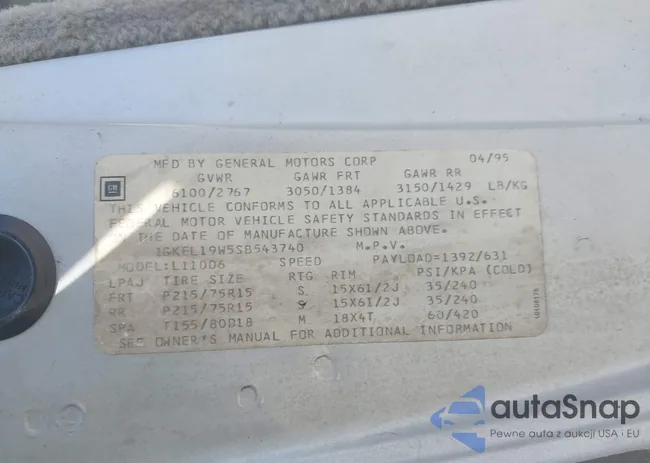 MFD BY GENERAL MOTORS CORP 04/95
GVWR GAWR FRT GAWR RR
6100/2767 3050/1384 3150/1429 LB/KG
THIS VEHICLE CONFORMS TO ALL APPLICABLE U.S.
FEDERAL MOTOR VEHICLE SAFETY STANDARDS IN EFFECT
ON THE DATE OF MANUFACTURE SHOWN ABOVE.
1GKEL19W5SB543740 M.P.V.
MODEL:L11006 SPEED PAYLOAD=1392/631
LPAJ TIRE SIZE RTG RIM PSI/KPA (COLD)
FRT P215/75R15 S 15X61/2J 35/240
RR P215/75R15 S 15X61/2J 35/240
SPA T155/80D18 M 18X4T 60/420
SEE OWNER'S MANUAL FOR ADDITIONAL INFORMATION
GM
autaSnap
Pewne auta z aukcji USA i EU